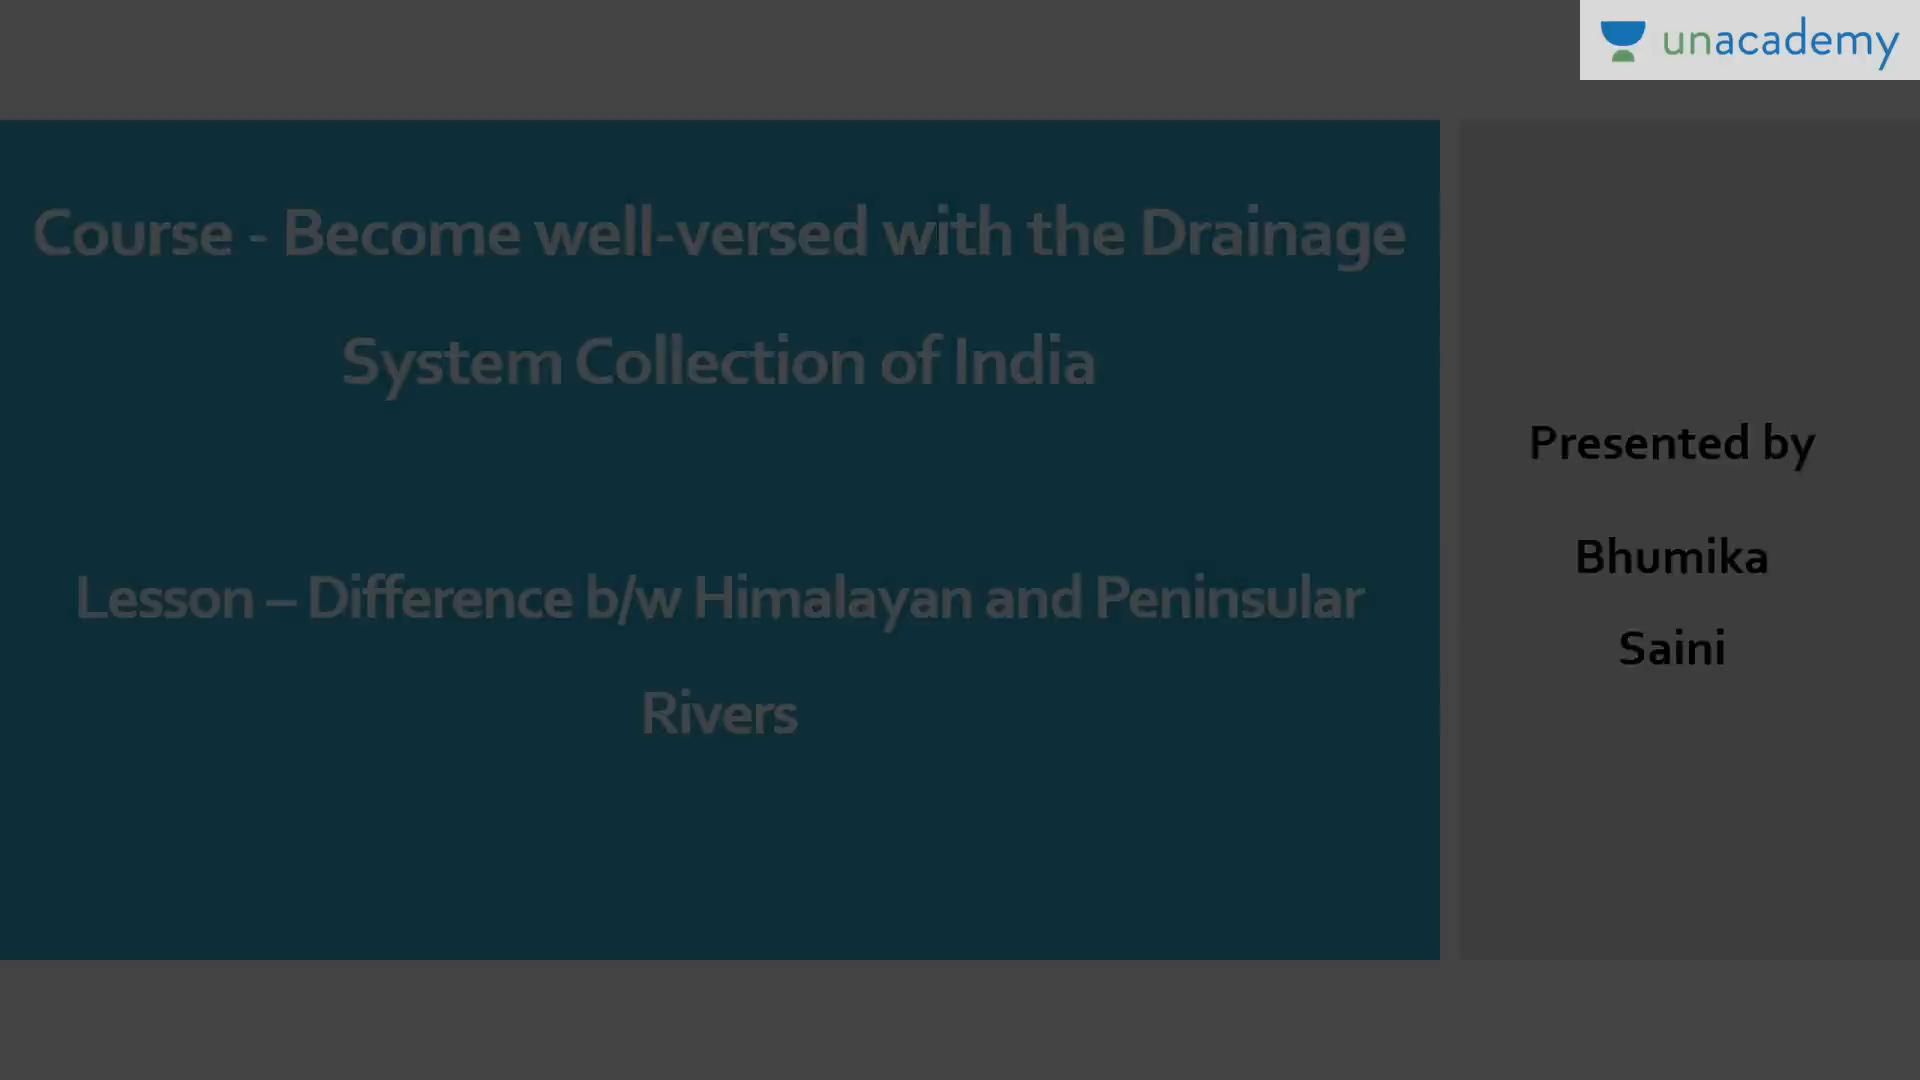 unacademy
Course - Become well-versed with the Drainage
System Collection of India
Lesson – Difference b/w Himalayan and Peninsular
Rivers
Presented by
Bhumika
Saini